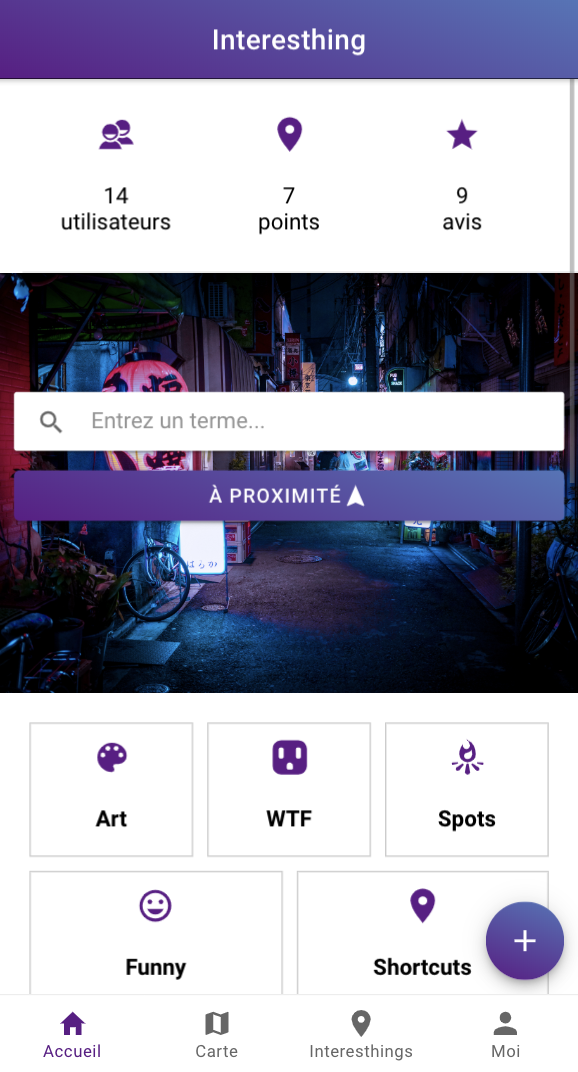 Interesthing
14 7 9
utilisateurs points avis
Entrez un terme...
À PROXIMITÉ
Art WTF Spots
Funny Shortcuts
Accueil Carte Interesthings Moi